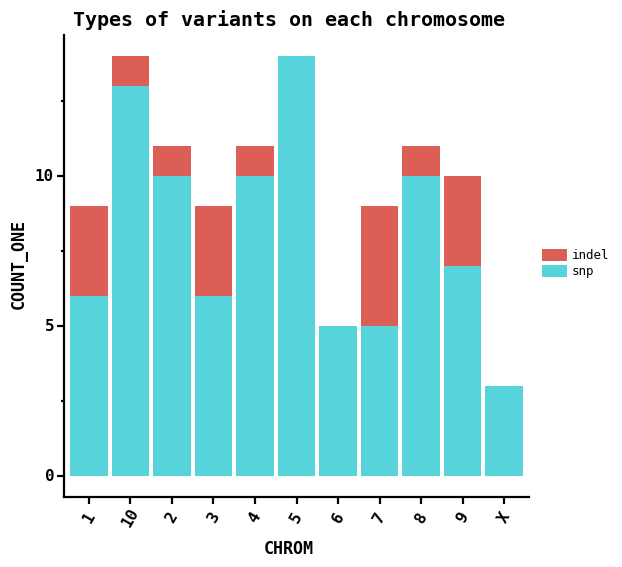 Types of variants on each chromosome
COUNT_ONE
10
5
0
1 10 2 3 4 5 6 7 8 9 X
CHROM
indel
snp